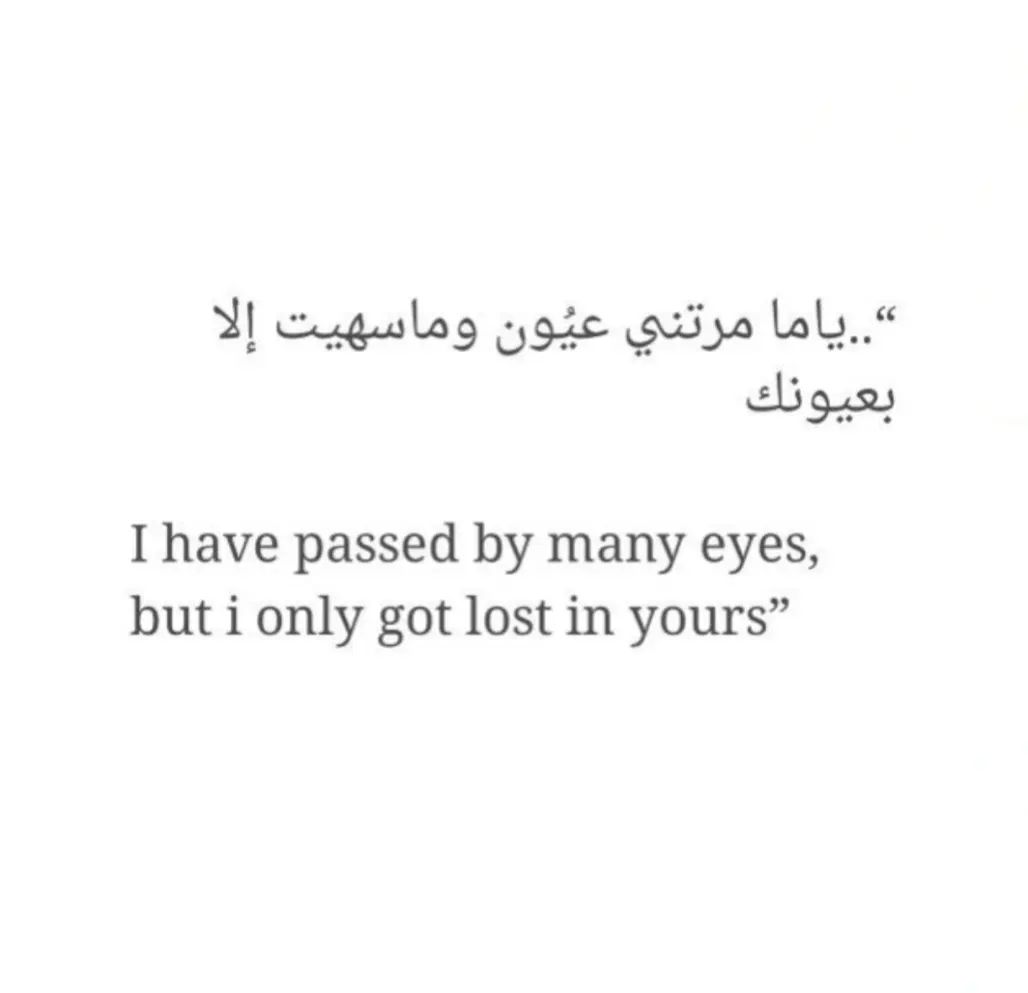 “..ياما مرتني عيُون وماسهيت إلا
بعيونك
I have passed by many eyes,
but i only got lost in yours”